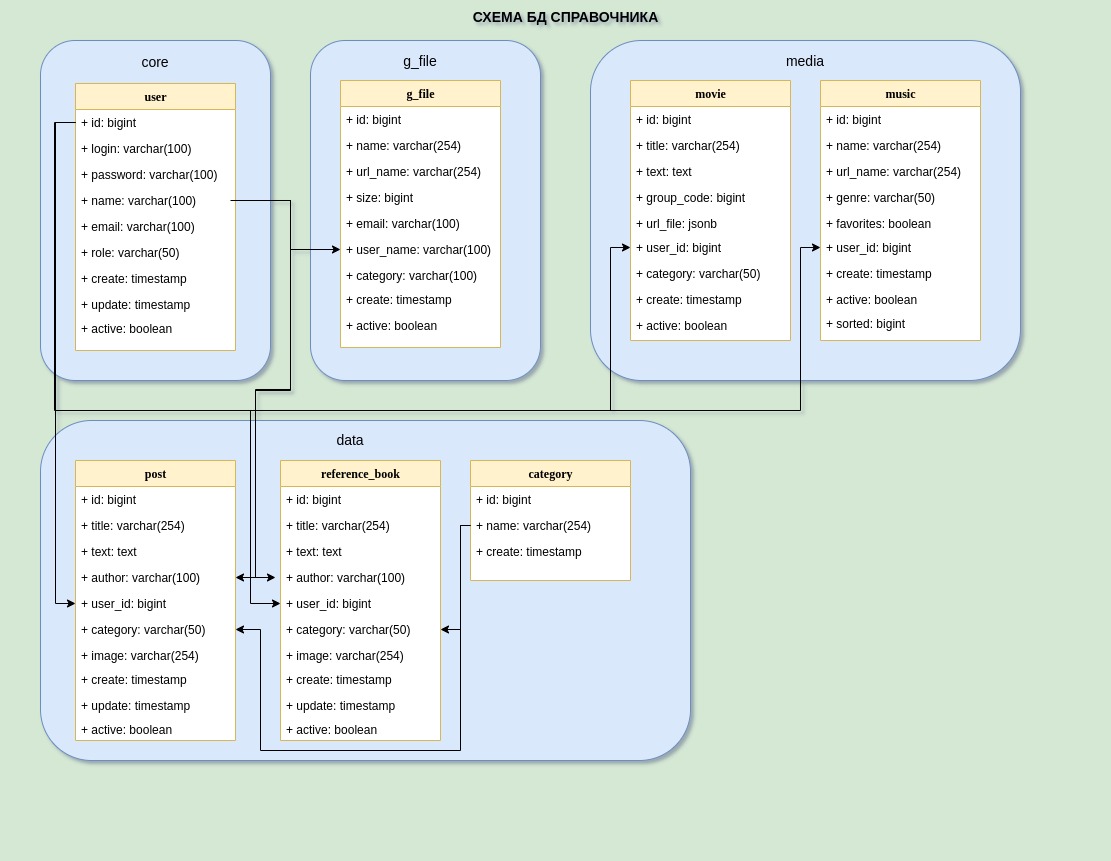 СХЕМА БД СПРАВОЧНИКА
core
user
+ id: bigint
+ login: varchar(100)
+ password: varchar(100)
+ name: varchar(100)
+ email: varchar(100)
+ role: varchar(50)
+ create: timestamp
+ update: timestamp
+ active: boolean
g_file
g_file
+ id: bigint
+ name: varchar(254)
+ url_name: varchar(254)
+ size: bigint
+ email: varchar(100)
+ user_name: varchar(100)
+ category: varchar(100)
+ create: timestamp
+ active: boolean
media
movie
+ id: bigint
+ title: varchar(254)
+ text: text
+ group_code: bigint
+ url_file: jsonb
+ user_id: bigint
+ category: varchar(50)
+ create: timestamp
+ active: boolean
music
+ id: bigint
+ name: varchar(254)
+ url_name: varchar(254)
+ genre: varchar(50)
+ favorites: boolean
+ user_id: bigint
+ create: timestamp
+ active: boolean
+ sorted: bigint
data
post
+ id: bigint
+ title: varchar(254)
+ text: text
+ author: varchar(100)
+ user_id: bigint
+ category: varchar(50)
+ image: varchar(254)
+ create: timestamp
+ update: timestamp
+ active: boolean
reference_book
+ id: bigint
+ title: varchar(254)
+ text: text
+ author: varchar(100)
+ user_id: bigint
+ category: varchar(50)
+ image: varchar(254)
+ create: timestamp
+ update: timestamp
+ active: boolean
category
+ id: bigint
+ name: varchar(254)
+ create: timestamp